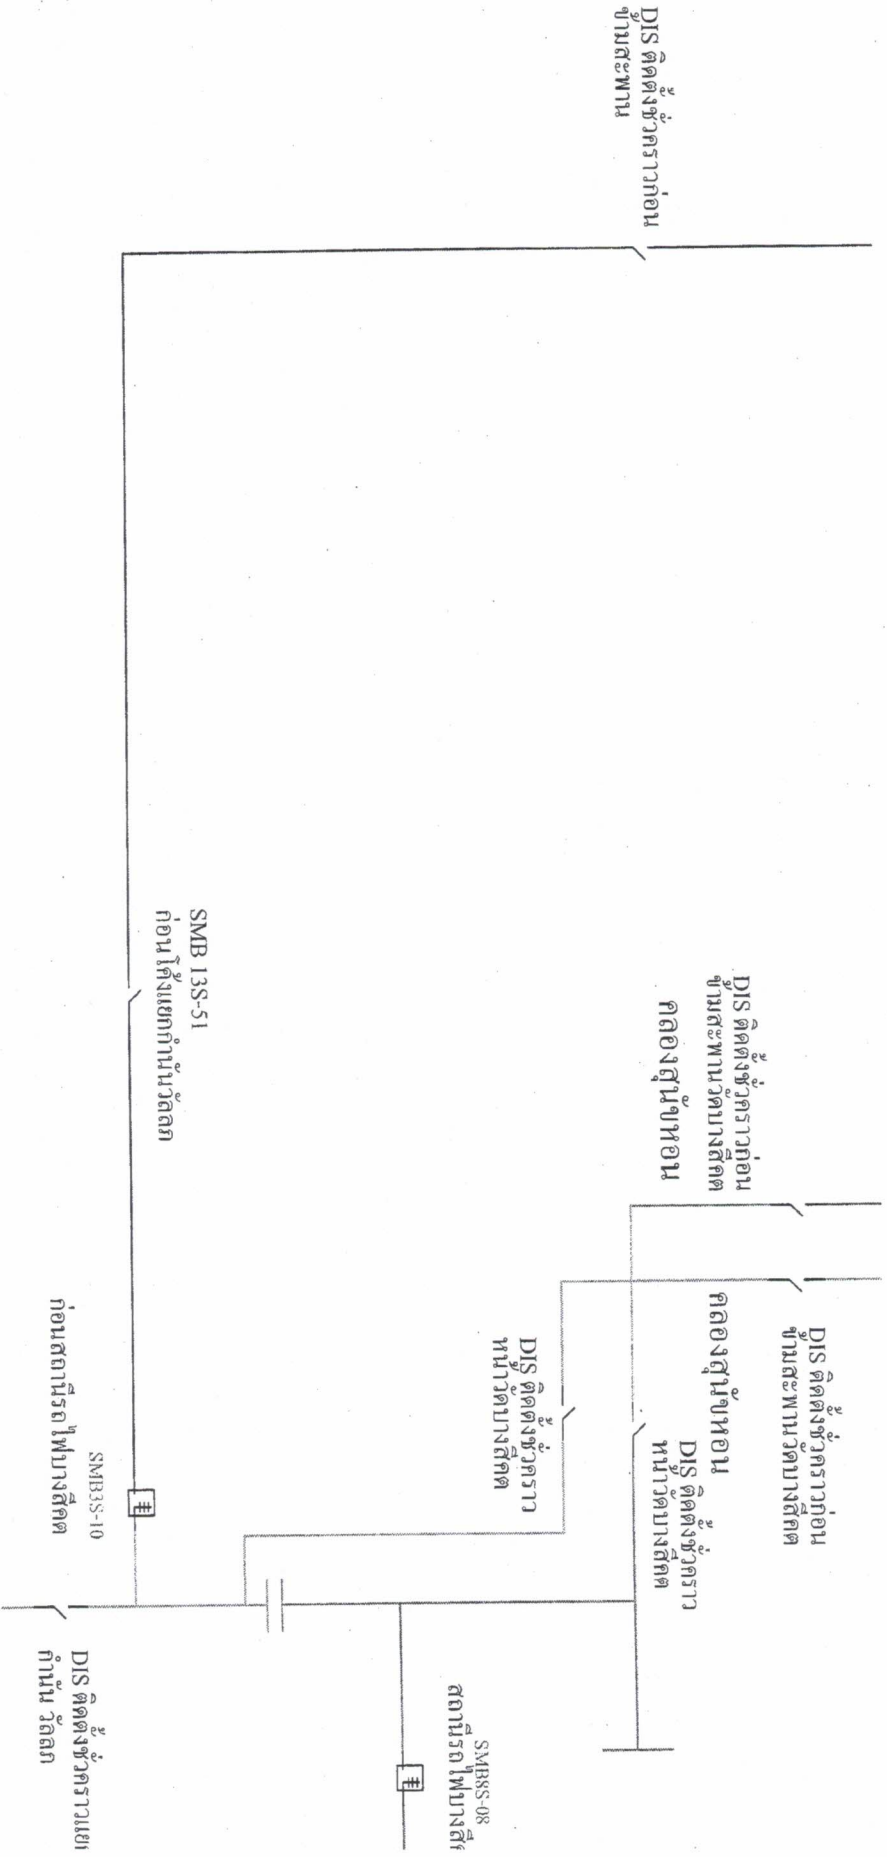 DIS ติดตั้งชั่วคราวก่อน
ข้ามสะพาน
DIS ติดตั้งชั่วคราวก่อน
ข้ามสะพานวัดบางสีคต
คลองสุนัขหอน
DIS ติดตั้งชั่วคราวก่อน
ข้ามสะพานวัดบางสีคต
คลองสุนัขหอน
DIS ติดตั้งชั่วคราว
หน้าวัดบางสีคต
DIS ติดตั้งชั่วคราว
หน้าวัดบางสีคต
SMB 13S-51
ก่อนโค้งแยกกำนันวัลลภ
SMB3S-10
ก่อนสถานีรถไฟบางสีคต
SMB8S-08
สถานีรถไฟบางสี
DIS ติดตั้งชั่วคราวแย
กำนัน วัลลภ